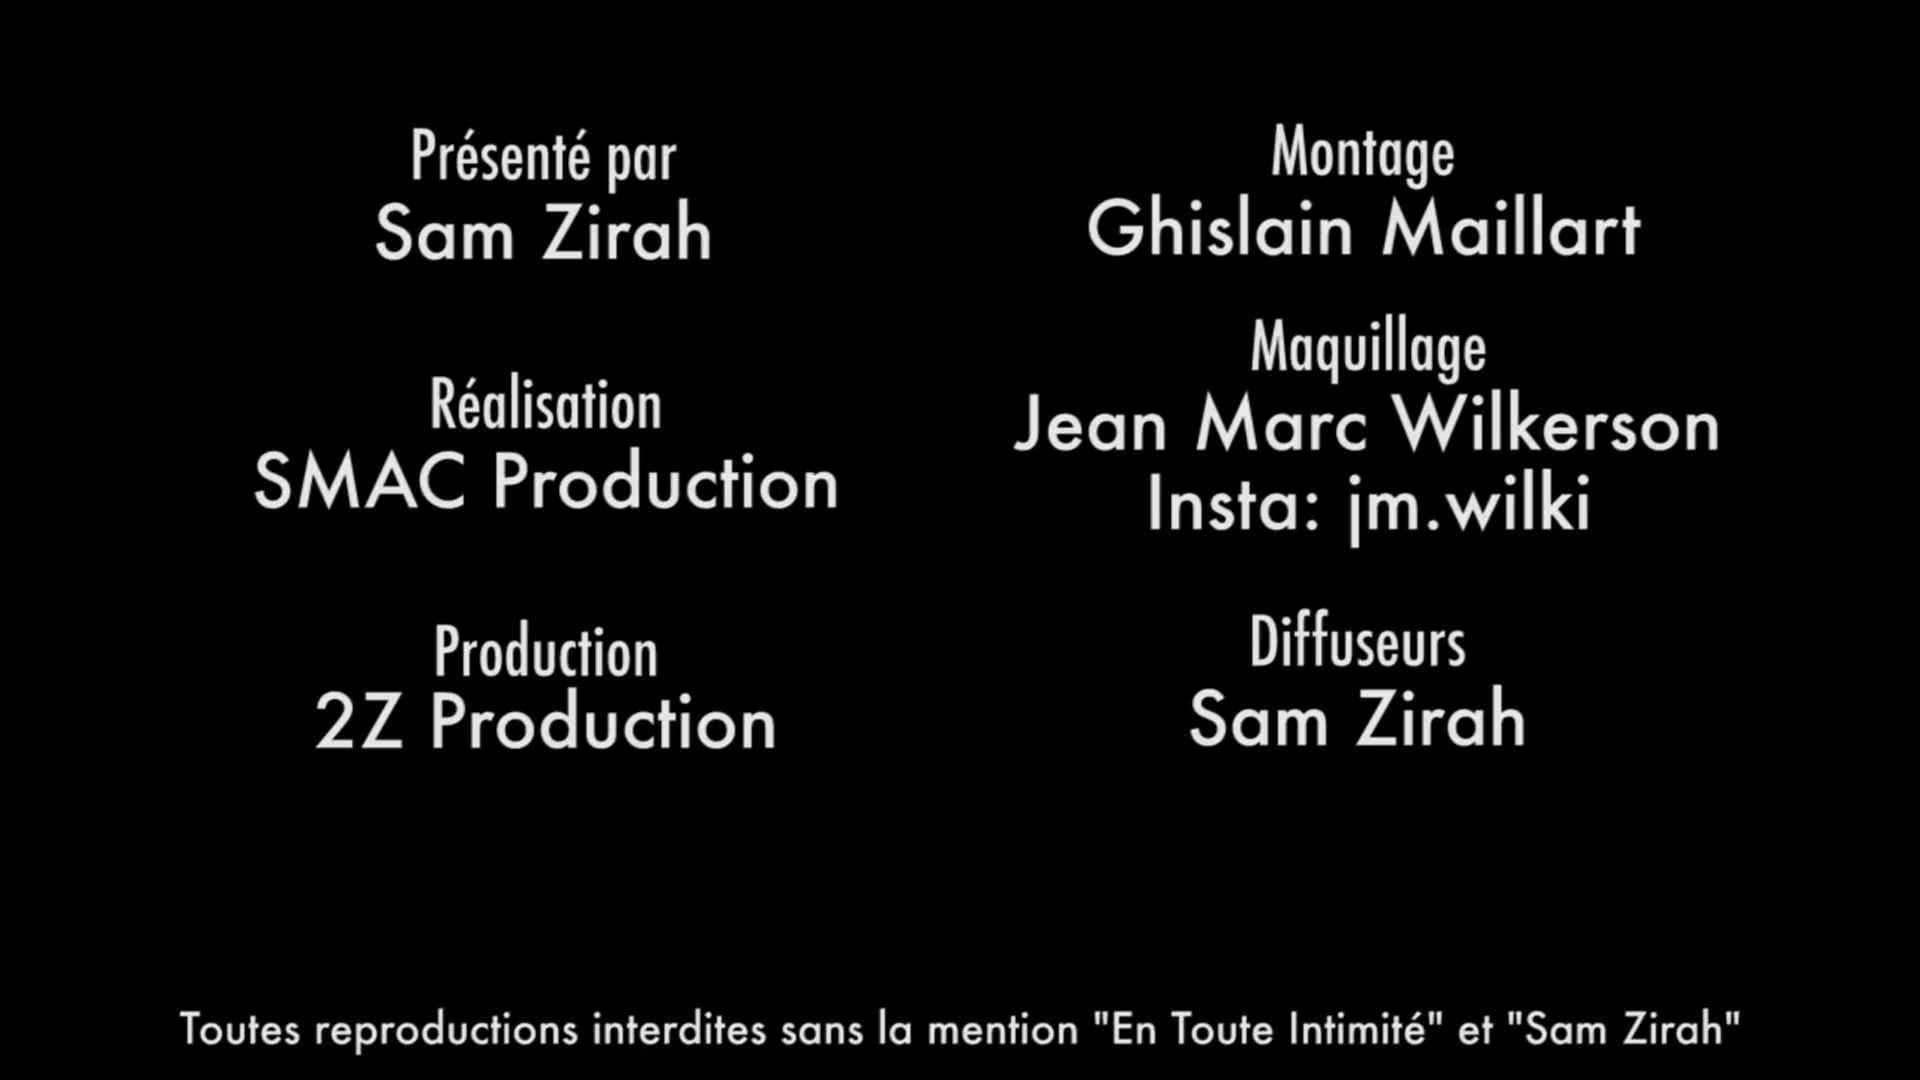 Présenté par
Sam Zirah
Réalisation
SMAC Production
Production
2Z Production
Montage
Ghislain Maillart
Maquillage
Jean Marc Wilkerson
Insta: jm.wilki
Diffuseurs
Sam Zirah
Toutes reproductions interdites sans la mention "En Toute Intimité" et "Sam Zirah"